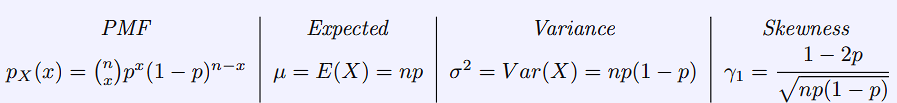 PMF Expected Variance Skewness
p_X(x) = \binom{n}{x} p^x (1 − p)^{n−x} μ = E(X) = np σ^2 = Var(X) = np(1 − p) γ_1 = \frac{1 − 2p}{\sqrt{np(1 − p)}}